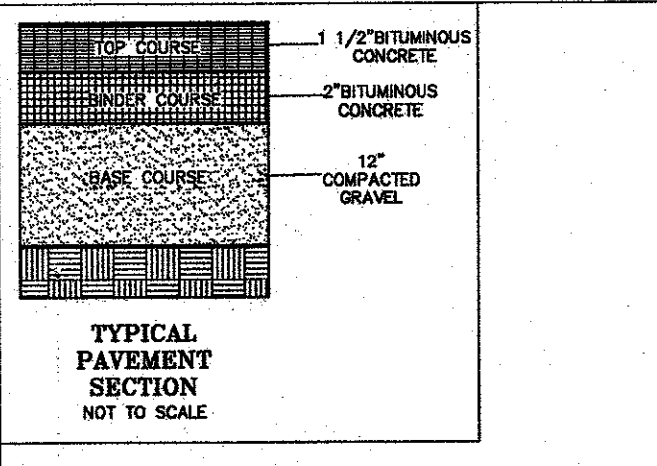 TOP COURSE
1 1/2"BITUMINOUS
CONCRETE
BINDER COURSE
2"BITUMINOUS
CONCRETE
BASE COURSE
12"
COMPACTED
GRAVEL
TYPICAL
PAVEMENT
SECTION
NOT TO SCALE